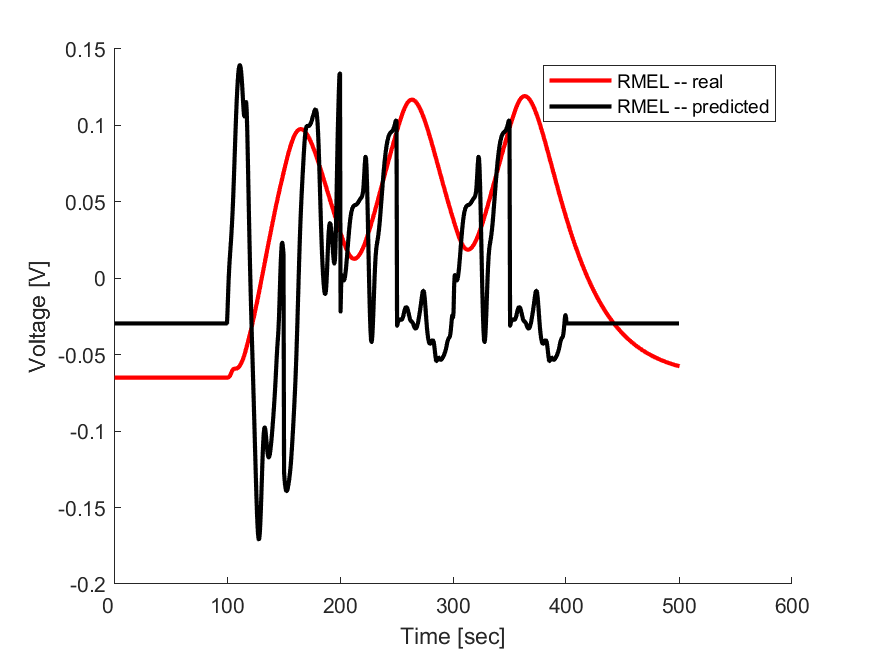 0.15
0.1
0.05
0
-0.05
-0.1
-0.15
-0.2
Voltage [V]
RMEL -- real
RMEL -- predicted
0 100 200 300 400 500 600
Time [sec]